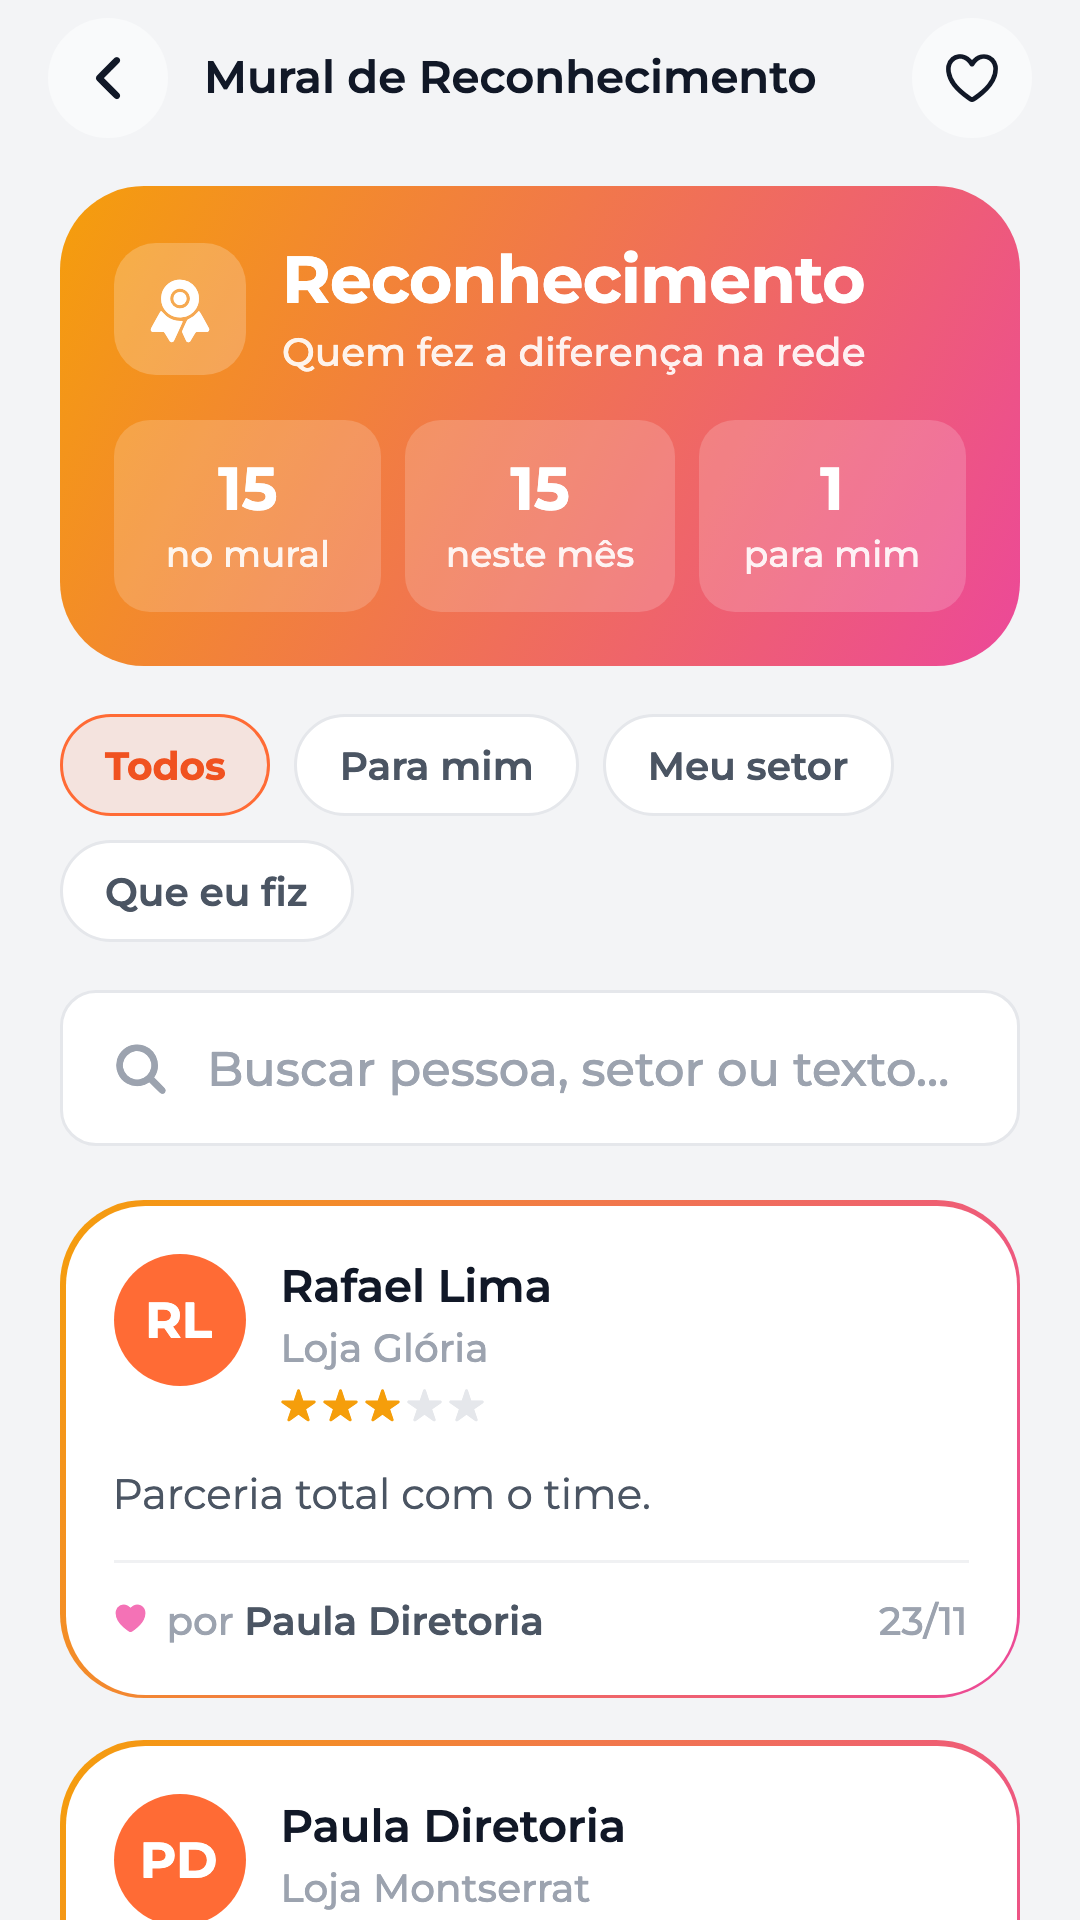 Mural de Reconhecimento
Reconhecimento
Quem fez a diferença na rede
15
no mural
15
neste mês
1
para mim
Todos
Para mim
Meu setor
Que eu fiz
Buscar pessoa, setor ou texto...
RL
Rafael Lima
Loja Glória
Parceria total com o time.
por Paula Diretoria
23/11
PD
Paula Diretoria
Loja Montserrat